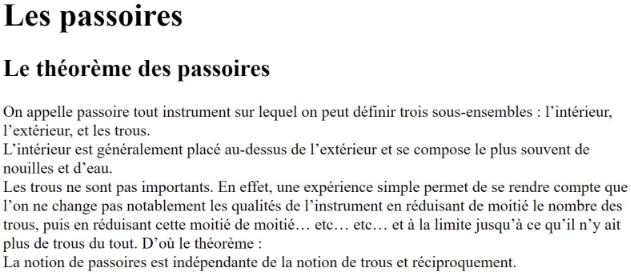 Les passoires
Le théorème des passoires
On appelle passoire tout instrument sur lequel on peut définir trois sous-ensembles : l’intérieur,
l’extérieur, et les trous.
L’intérieur est généralement placé au-dessus de l’extérieur et se compose le plus souvent de
nouilles et d’eau.
Les trous ne sont pas importants. En effet, une expérience simple permet de se rendre compte que
l’on ne change pas notablement les qualités de l’instrument en réduisant de moitié le nombre des
trous, puis en réduisant cette moitié de moitié… etc… etc… et à la limite jusqu’à ce qu’il n’y ait
plus de trous du tout. D’où le théorème :
La notion de passoires est indépendante de la notion de trous et réciproquement.